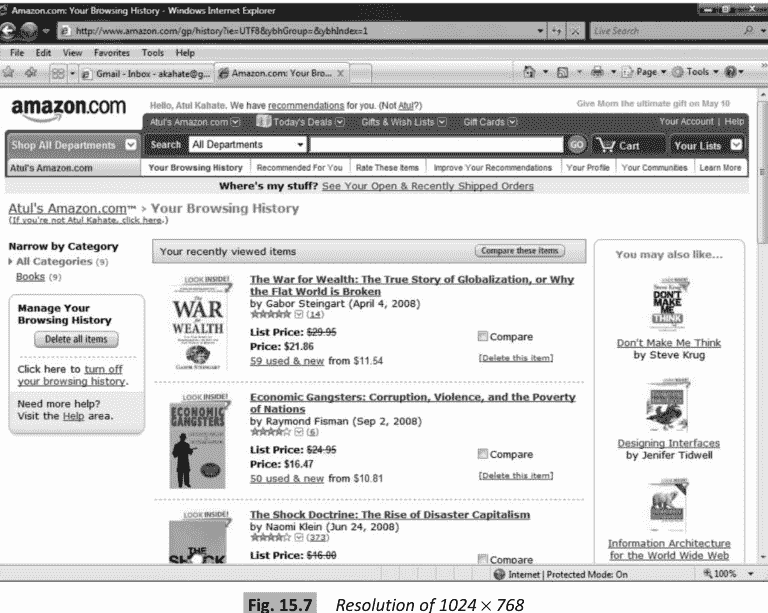 Amazon.com: Your Browsing History - Windows Internet Explorer
http://www.amazon.com/gp/history?ie=UTF8&ybhGroup=&ybhIndex=1
Live Search
File Edit View Favorites Tools Help
Gmail - Inbox - akahate@g... Amazon.com: Your Bro... Page Tools
amazon.com
Hello, Atul Kahate. We have recommendations for you. (Not Atul?)
Give Mom the ultimate gift on May 10
Atul's Amazon.com Today's Deals Gifts & Wish Lists Gift Cards Your Account | Help
Shop All Departments Search All Departments GO Cart Your Lists
Atul's Amazon.com Your Browsing History Recommended For You Rate These Items Improve Your Recommendations Your Profile Your Communities Learn More
Where's my stuff? See Your Open & Recently Shipped Orders
Atul's Amazon.com™ > Your Browsing History
(If you're not Atul Kahate, click here.)
Narrow by Category
All Categories (9)
Books (9)
Manage Your
Browsing History
Delete all items
Click here to turn off
your browsing history.
Need more help?
Visit the Help area.
Your recently viewed items Compare these items
LOOK INSIDE!
The
WAR
FOR
WEALTH
GABOR STEINGART
The War for Wealth: The True Story of Globalization, or Why
the Flat World is Broken
by Gabor Steingart (April 4, 2008)
(14)
List Price: $29.95
Price: $21.86
59 used & new from $11.54
Compare
[Delete this item]
LOOK INSIDE!
ECONOMIC
GANGSTERS
Economic Gangsters: Corruption, Violence, and the Poverty
of Nations
by Raymond Fisman (Sep 2, 2008)
(6)
List Price: $24.95
Price: $16.47
50 used & new from $10.81
Compare
[Delete this item]
LOOK INSIDE!
THE
The Shock Doctrine: The Rise of Disaster Capitalism
by Naomi Klein (Jun 24, 2008)
(373)
List Price: $16.00
Compare
You may also like...
LOOK INSIDE!
Steve Krug
DON'T
MAKE
ME
THINK
Don't Make Me Think
by Steve Krug
Designing Interfaces
by Jenifer Tidwell
Information Architecture
for the World Wide Web
Internet | Protected Mode: On 100%
Fig. 15.7 Resolution of 1024 × 768